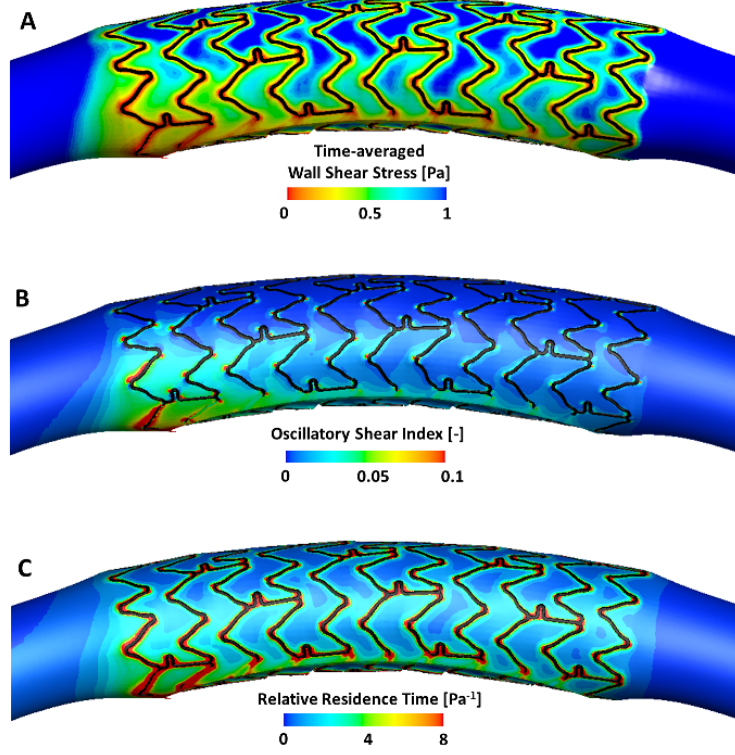 A
Time-averaged
Wall Shear Stress [Pa]
0 0.5 1
B
Oscillatory Shear Index [-]
0 0.05 0.1
C
Relative Residence Time [Pa⁻¹]
0 4 8